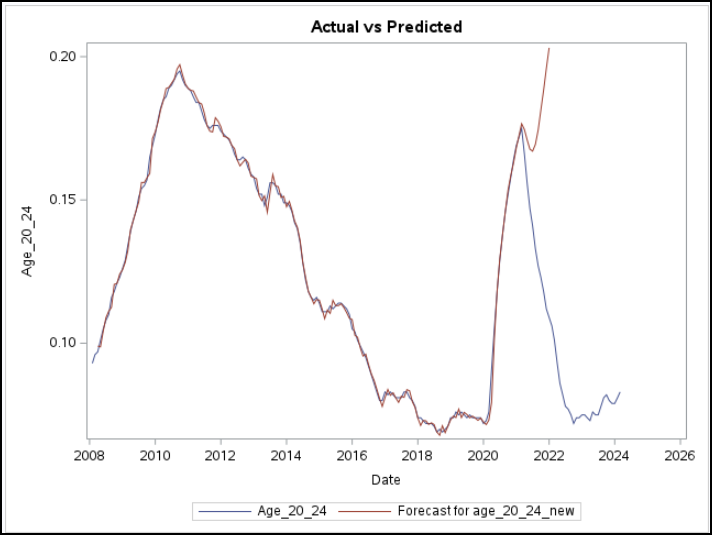 Actual vs Predicted
0.20
0.15
0.10
Age_20_24
2008 2010 2012 2014 2016 2018 2020 2022 2024 2026
Date
Age_20_24 Forecast for age_20_24_new